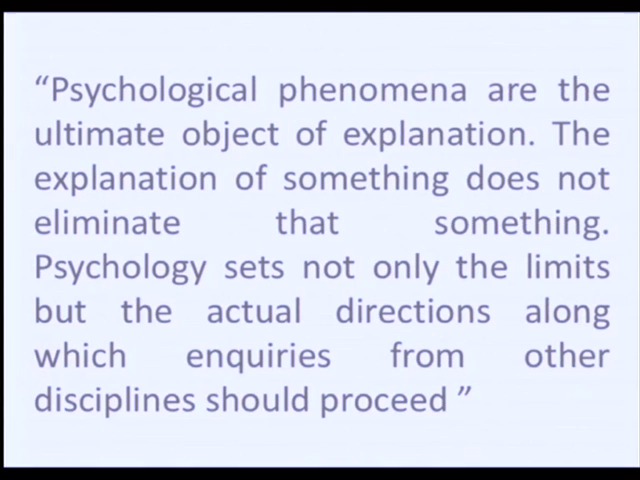 “Psychological phenomena are the
ultimate object of explanation. The
explanation of something does not
eliminate that something.
Psychology sets not only the limits
but the actual directions along
which enquiries from other
disciplines should proceed ”